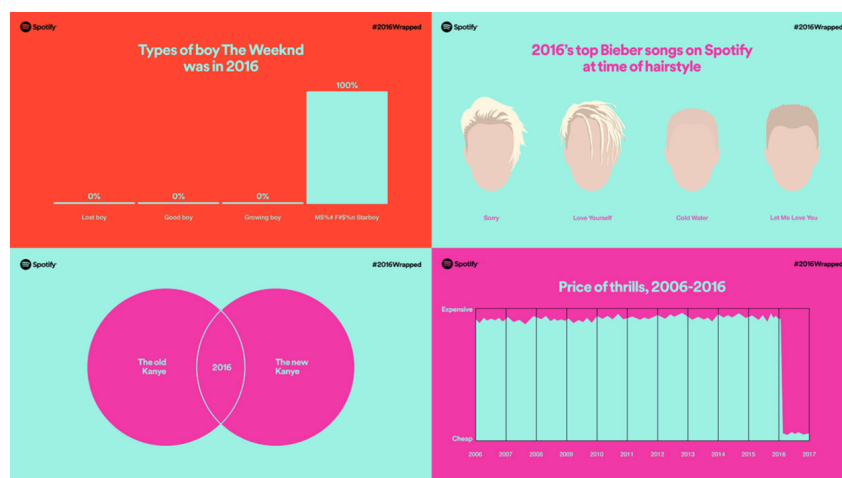 Spotify
#2016Wrapped
Types of boy The Weeknd
was in 2016
100%
0%
0%
0%
Lost boy
Good boy
Growing boy
M$%# F#$%n Starboy
Spotify
#2016Wrapped
2016's top Bieber songs on Spotify
at time of hairstyle
Sorry
Love Yourself
Cold Water
Let Me Love You
Spotify
#2016Wrapped
The old
Kanye
2016
The new
Kanye
Spotify
#2016Wrapped
Price of thrills, 2006-2016
Expensive
Cheap
2006
2007
2008
2009
2010
2011
2012
2013
2014
2015
2016
2017